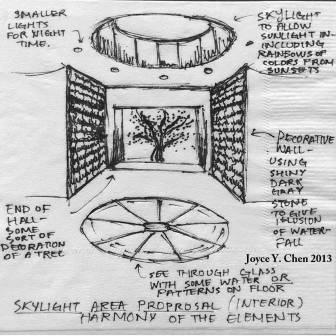 SMALLER
LIGHTS
FOR NIGHT
TIME.
SKYLIGHT
TO ALLOW
SUNLIGHT IN-
INCLUDING
RAINBOWS OF
COLORS FROM
SUNSETS
DECORATIVE
WALL-
USING
SHINY
DARK
GRAY
STONE
TO GIVE
ILLUSION
OF WATER-
FALL
END OF
HALL-
SOME
SORT OF
DECORATION
OF A TREE
SEE THROUGH GLASS
WITH SOME WATER OR
PATTERNS ON FLOOR
Joyce Y. Chen 2013
SKYLIGHT AREA PROPROSAL (INTERIOR)
HARMONY OF THE ELEMENTS